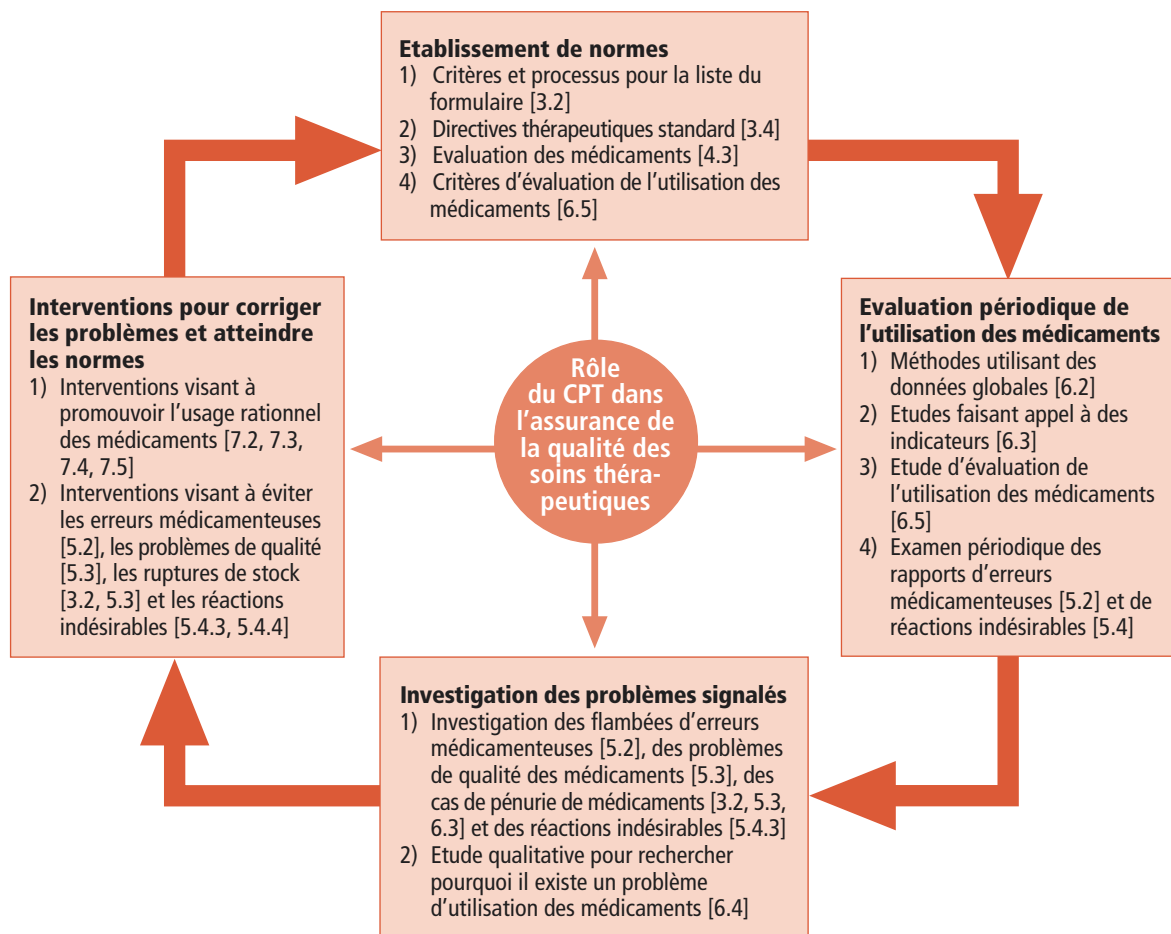 Etablissement de normes
1) Critères et processus pour la liste du
formulaire [3.2]
2) Directives thérapeutiques standard [3.4]
3) Evaluation des médicaments [4.3]
4) Critères d'évaluation de l'utilisation des
médicaments [6.5]
Interventions pour corriger
les problèmes et atteindre
les normes
1) Interventions visant à
promouvoir l'usage rationnel
des médicaments [7.2, 7.3,
7.4, 7.5]
2) Interventions visant à éviter
les erreurs médicamenteuses
[5.2], les problèmes de qualité
[5.3], les ruptures de stock
[3.2, 5.3] et les réactions
indésirables [5.4.3, 5.4.4]
Rôle
du CPT dans
l'assurance de
la qualité des
soins théra-
peutiques
Evaluation périodique de
l'utilisation des médicaments
1) Méthodes utilisant des
données globales [6.2]
2) Etudes faisant appel à des
indicateurs [6.3]
3) Etude d'évaluation de
l'utilisation des médicaments
[6.5]
4) Examen périodique des
rapports d'erreurs
médicamenteuses [5.2] et de
réactions indésirables [5.4]
Investigation des problèmes signalés
1) Investigation des flambées d'erreurs
médicamenteuses [5.2], des problèmes
de qualité des médicaments [5.3], des
cas de pénurie de médicaments [3.2, 5.3,
6.3] et des réactions indésirables [5.4.3]
2) Etude qualitative pour rechercher
pourquoi il existe un problème
d'utilisation des médicaments [6.4]